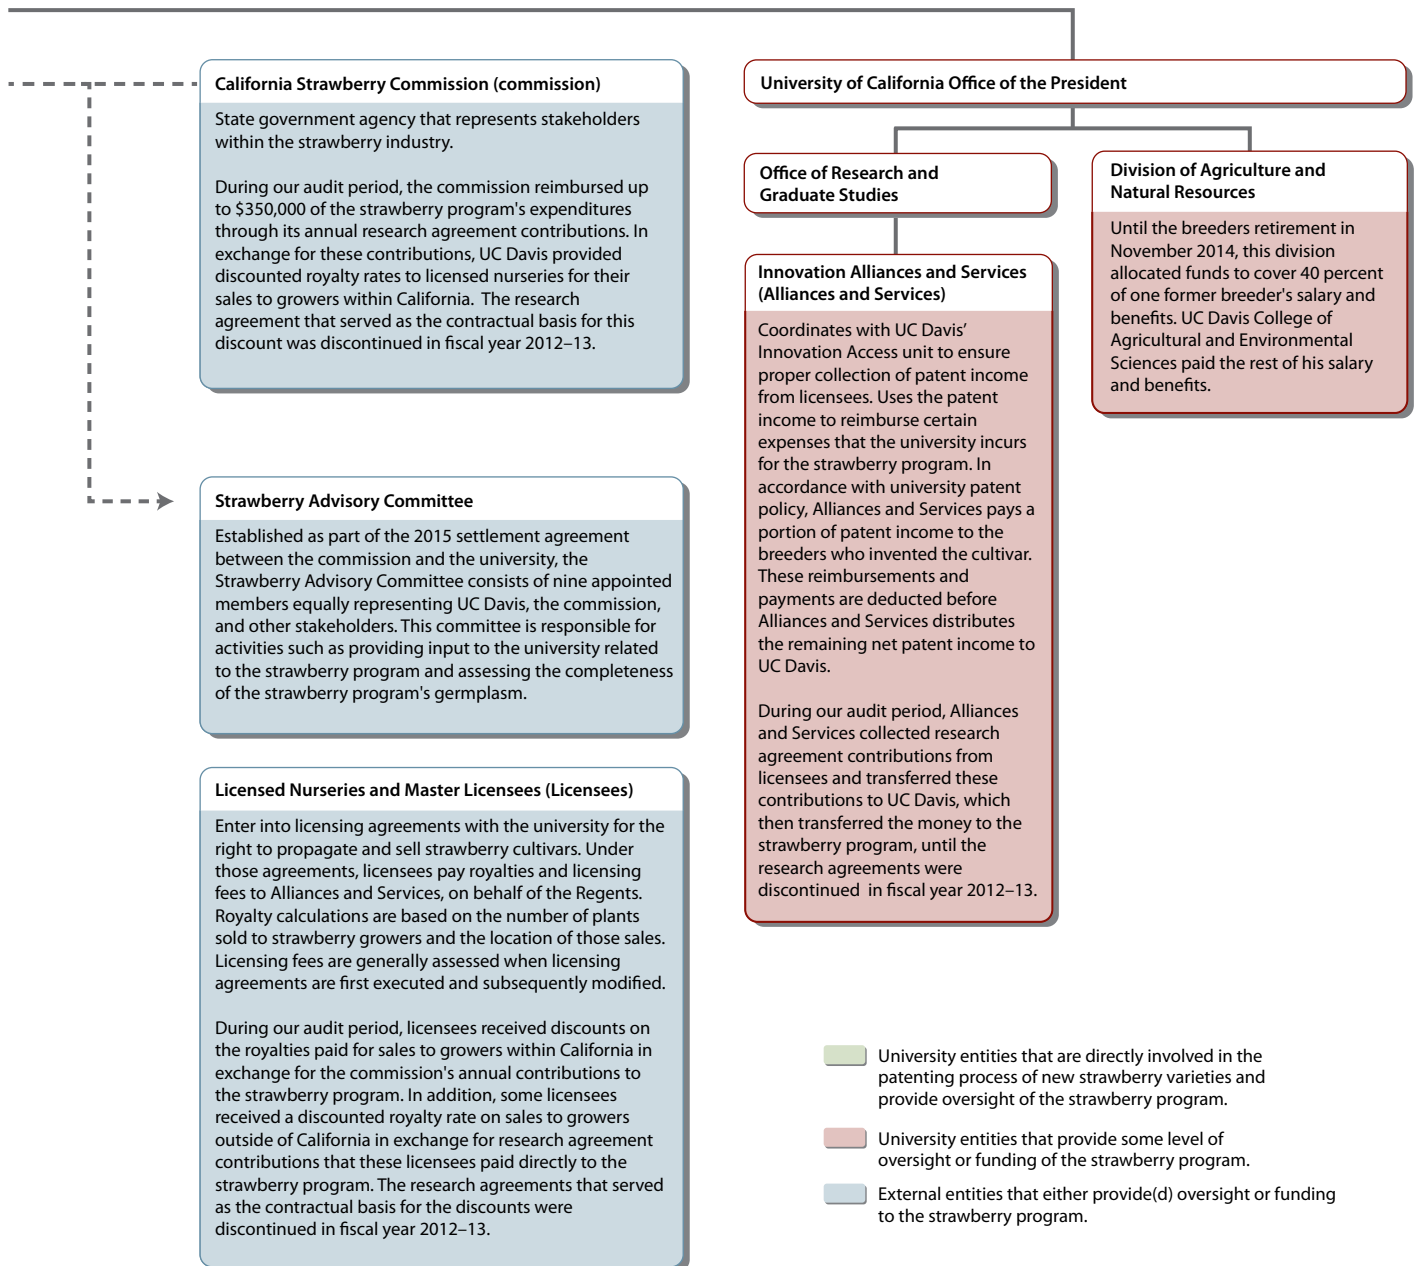 California Strawberry Commission (commission)
State government agency that represents stakeholders
within the strawberry industry.
During our audit period, the commission reimbursed up
to $350,000 of the strawberry program's expenditures
through its annual research agreement contributions. In
exchange for these contributions, UC Davis provided
discounted royalty rates to licensed nurseries for their
sales to growers within California. The research
agreement that served as the contractual basis for this
discount was discontinued in fiscal year 2012–13.
Strawberry Advisory Committee
Established as part of the 2015 settlement agreement
between the commission and the university, the
Strawberry Advisory Committee consists of nine appointed
members equally representing UC Davis, the commission,
and other stakeholders. This committee is responsible for
activities such as providing input to the university related
to the strawberry program and assessing the completeness
of the strawberry program's germplasm.
Licensed Nurseries and Master Licensees (Licensees)
Enter into licensing agreements with the university for the
right to propagate and sell strawberry cultivars. Under
those agreements, licensees pay royalties and licensing
fees to Alliances and Services, on behalf of the Regents.
Royalty calculations are based on the number of plants
sold to strawberry growers and the location of those sales.
Licensing fees are generally assessed when licensing
agreements are first executed and subsequently modified.
During our audit period, licensees received discounts on
the royalties paid for sales to growers within California in
exchange for the commission's annual contributions to
the strawberry program. In addition, some licensees
received a discounted royalty rate on sales to growers
outside of California in exchange for research agreement
contributions that these licensees paid directly to the
strawberry program. The research agreements that served
as the contractual basis for the discounts were
discontinued in fiscal year 2012–13.
University of California Office of the President
Office of Research and
Graduate Studies
Innovation Alliances and Services
(Alliances and Services)
Coordinates with UC Davis’
Innovation Access unit to ensure
proper collection of patent income
from licensees. Uses the patent
income to reimburse certain
expenses that the university incurs
for the strawberry program. In
accordance with university patent
policy, Alliances and Services pays a
portion of patent income to the
breeders who invented the cultivar.
These reimbursements and
payments are deducted before
Alliances and Services distributes
the remaining net patent income to
UC Davis.
During our audit period, Alliances
and Services collected research
agreement contributions from
licensees and transferred these
contributions to UC Davis, which
then transferred the money to the
strawberry program, until the
research agreements were
discontinued in fiscal year 2012–13.
Division of Agriculture and
Natural Resources
Until the breeders retirement in
November 2014, this division
allocated funds to cover 40 percent
of one former breeder's salary and
benefits. UC Davis College of
Agricultural and Environmental
Sciences paid the rest of his salary
and benefits.
University entities that are directly involved in the
patenting process of new strawberry varieties and
provide oversight of the strawberry program.
University entities that provide some level of
oversight or funding of the strawberry program.
External entities that either provide(d) oversight or funding
to the strawberry program.